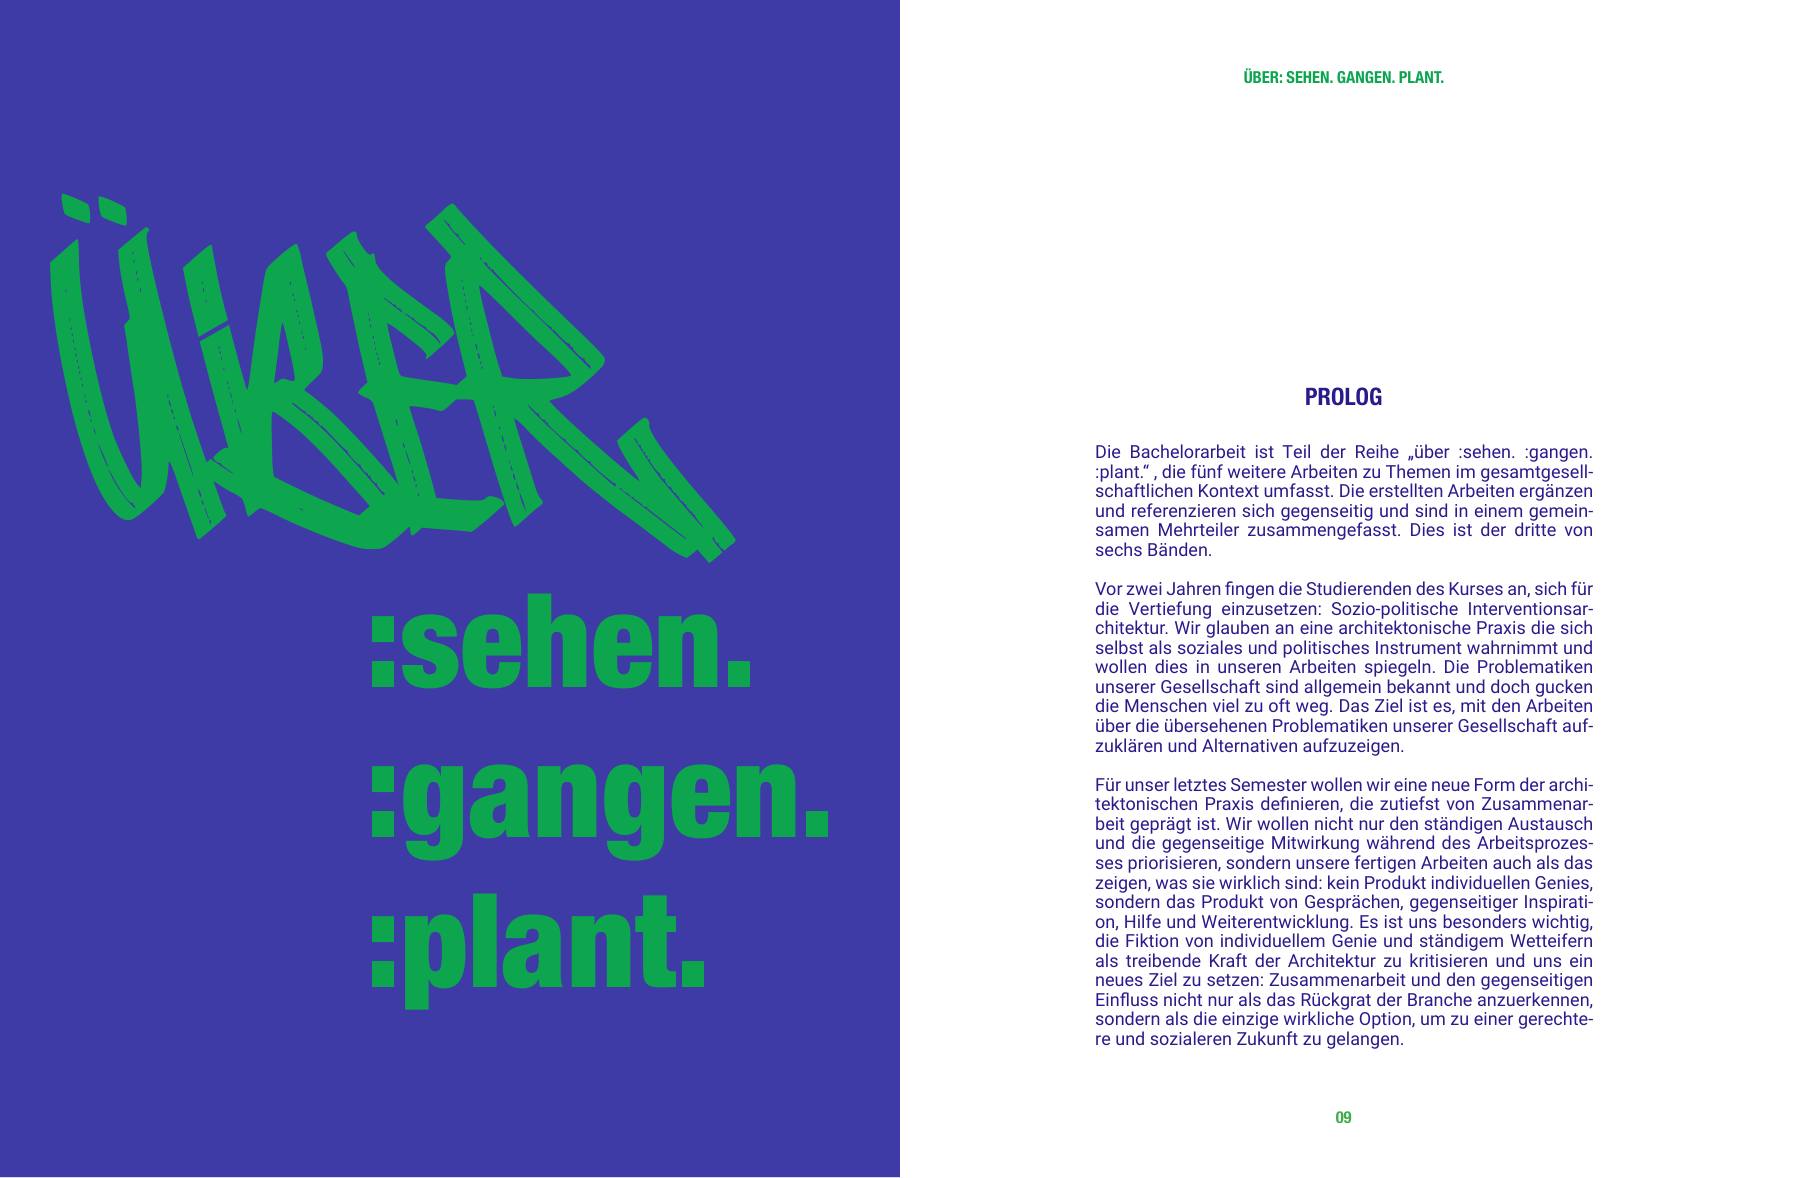 ÜBER
:sehen.
:gangen.
:plant.
ÜBER: SEHEN. GANGEN. PLANT.
PROLOG
Die Bachelorarbeit ist Teil der Reihe „über :sehen. :gangen.
:plant.“ , die fünf weitere Arbeiten zu Themen im gesamtgesell-
schaftlichen Kontext umfasst. Die erstellten Arbeiten ergänzen
und referenzieren sich gegenseitig und sind in einem gemein-
samen Mehrteiler zusammengefasst. Dies ist der dritte von
sechs Bänden.
Vor zwei Jahren fingen die Studierenden des Kurses an, sich für
die Vertiefung einzusetzen: Sozio-politische Interventionsar-
chitektur. Wir glauben an eine architektonische Praxis die sich
selbst als soziales und politisches Instrument wahrnimmt und
wollen dies in unseren Arbeiten spiegeln. Die Problematiken
unserer Gesellschaft sind allgemein bekannt und doch gucken
die Menschen viel zu oft weg. Das Ziel ist es, mit den Arbeiten
über die übersehenen Problematiken unserer Gesellschaft auf-
zuklären und Alternativen aufzuzeigen.
Für unser letztes Semester wollen wir eine neue Form der archi-
tektonischen Praxis definieren, die zutiefst von Zusammenar-
beit geprägt ist. Wir wollen nicht nur den ständigen Austausch
und die gegenseitige Mitwirkung während des Arbeitsprozes-
ses priorisieren, sondern unsere fertigen Arbeiten auch als das
zeigen, was sie wirklich sind: kein Produkt individuellen Genies,
sondern das Produkt von Gesprächen, gegenseitiger Inspirati-
on, Hilfe und Weiterentwicklung. Es ist uns besonders wichtig,
die Fiktion von individuellem Genie und ständigem Wetteifern
als treibende Kraft der Architektur zu kritisieren und uns ein
neues Ziel zu setzen: Zusammenarbeit und den gegenseitigen
Einfluss nicht nur als das Rückgrat der Branche anzuerkennen,
sondern als die einzige wirkliche Option, um zu einer gerechte-
re und sozialeren Zukunft zu gelangen.
09